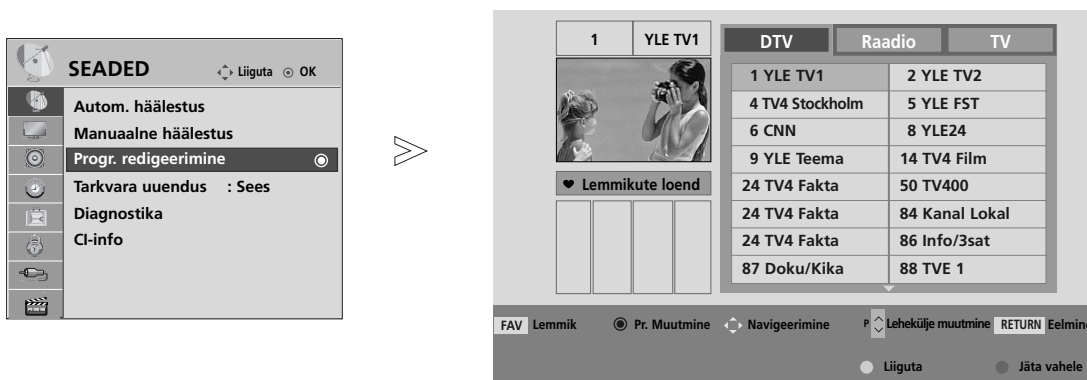 SEADED Liiguta OK
Autom. häälestus
Manuaalne häälestus
Progr. redigeerimine
Tarkvara uuendus : Sees
Diagnostika
CI-info
1 YLE TV1
DTV Raadio TV
1 YLE TV1 2 YLE TV2
4 TV4 Stockholm 5 YLE FST
6 CNN 8 YLE24
9 YLE Teema 14 TV4 Film
24 TV4 Fakta 50 TV400
24 TV4 Fakta 84 Kanal Lokal
24 TV4 Fakta 86 Info/3sat
87 Doku/Kika 88 TVE 1
Lemmikute loend
FAV Lemmik Pr. Muutmine Navigeerimine P Lehekülje muutmine RETURN Eelmine
Liiguta Jäta vahele